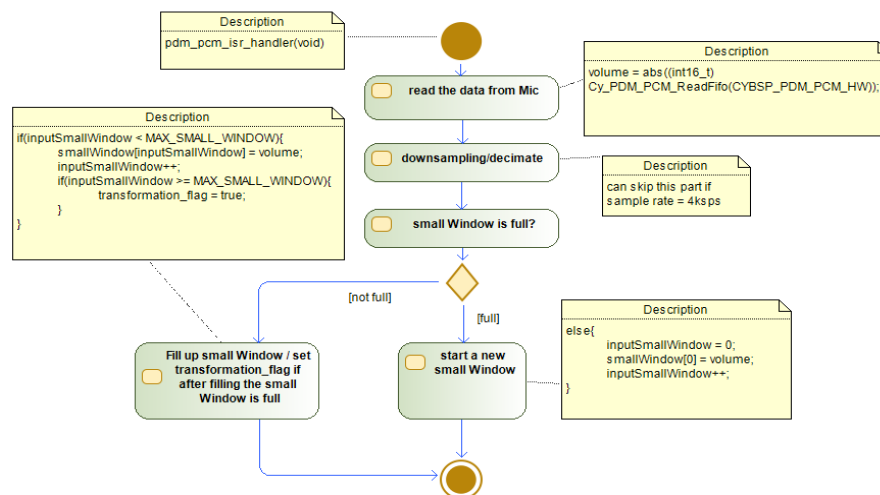 Description
pdm_pcm_isr_handler(void)
Description
volume = abs((int16_t)
Cy_PDM_PCM_ReadFifo(CYBSP_PDM_PCM_HW));
read the data from Mic
Description
if(inputSmallWindow < MAX_SMALL_WINDOW){
smallWindow[inputSmallWindow] = volume;
inputSmallWindow++;
if(inputSmallWindow >= MAX_SMALL_WINDOW){
transformation_flag = true;
}
}
downsampling/decimate
Description
can skip this part if
sample rate = 4ksps
small Window is full?
[not full]
[full]
Fill up small Window / set
transformation_flag if
after filling the small
Window is full
start a new
small Window
Description
else{
inputSmallWindow = 0;
smallWindow[0] = volume;
inputSmallWindow++;
}